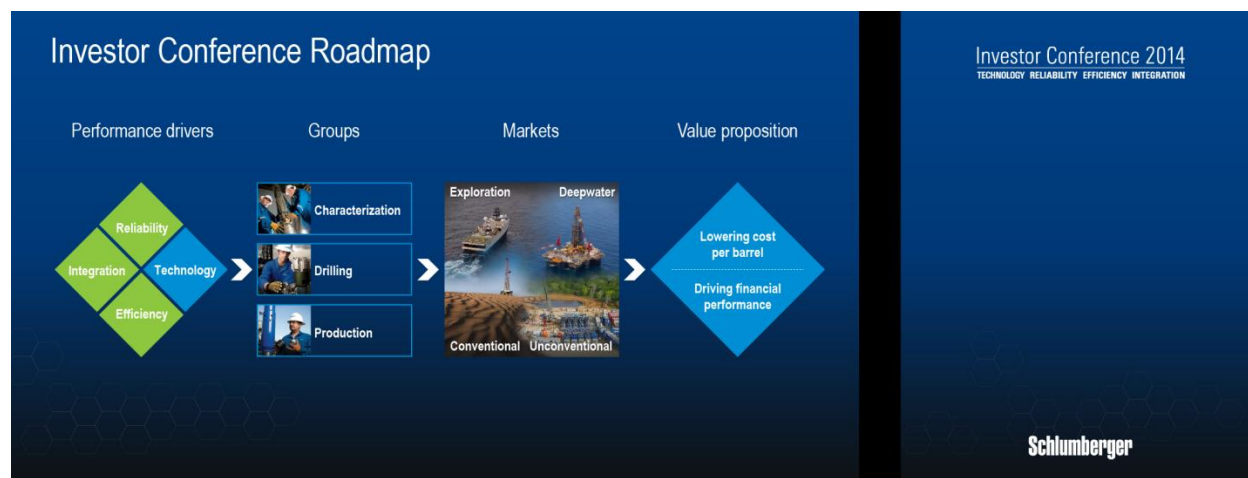 Investor Conference Roadmap
Performance drivers
Groups
Markets
Value proposition
Reliability
Integration
Technology
Efficiency
Characterization
Drilling
Production
Exploration
Deepwater
Conventional
Unconventional
Lowering cost
per barrel
Driving financial
performance
Investor Conference 2014
TECHNOLOGY RELIABILITY EFFICIENCY INTEGRATION
Schlumberger